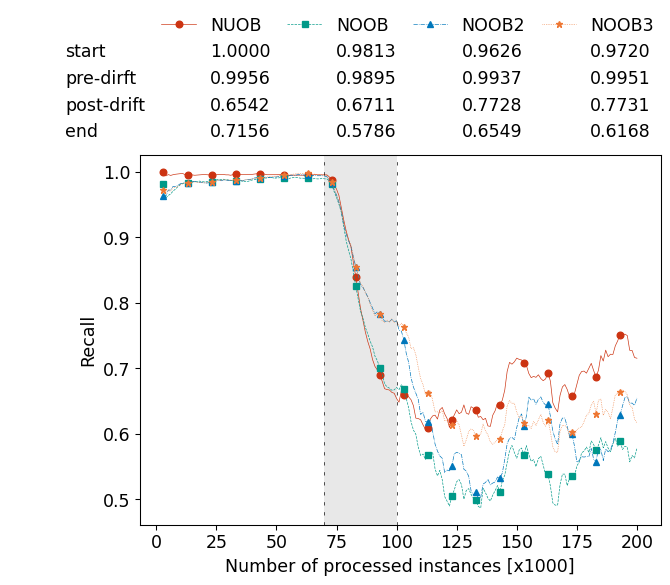 NUOB NOOB NOOB2 NOOB3
start 1.0000 0.9813 0.9626 0.9720
pre-dirft 0.9956 0.9895 0.9937 0.9951
post-drift 0.6542 0.6711 0.7728 0.7731
end 0.7156 0.5786 0.6549 0.6168
1.0
0.9
0.8
0.7
0.6
0.5
Recall
0 25 50 75 100 125 150 175 200
Number of processed instances [x1000]